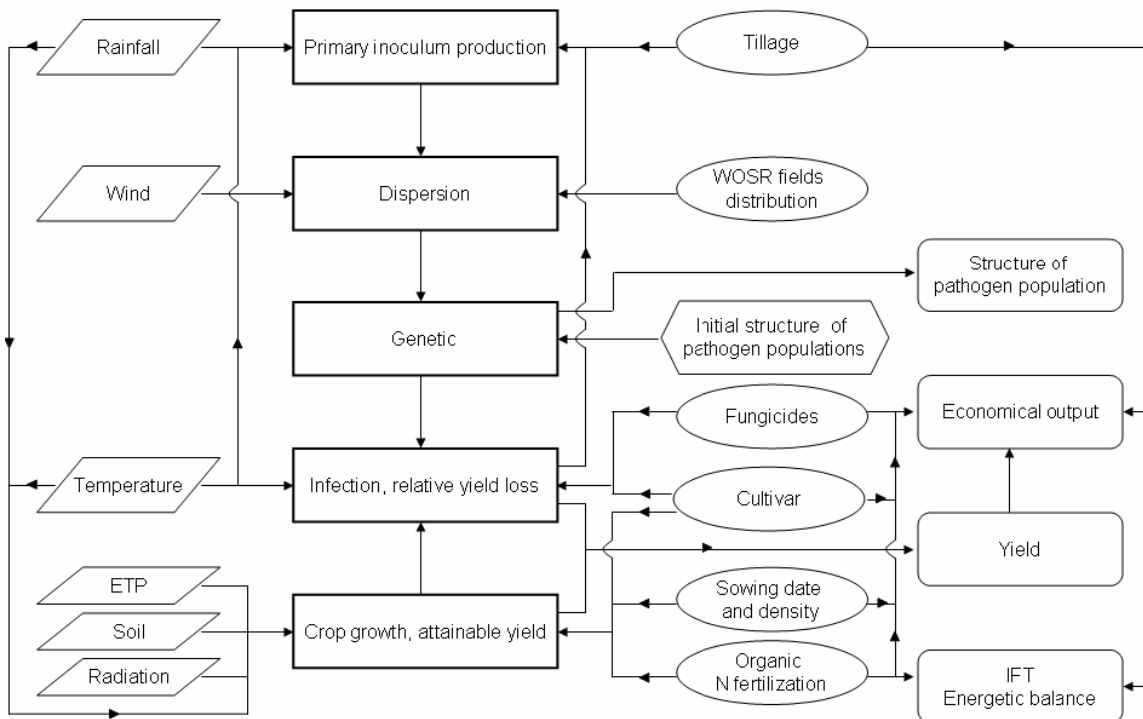 Rainfall
Primary inoculum production
Tillage
Wind
Dispersion
WOSR fields
distribution
Structure of
pathogen population
Genetic
Initial structure of
pathogen populations
Fungicides
Economical output
Temperature
Infection, relative yield loss
Cultivar
Yield
ETP
Sowing date
and density
Soil
Crop growth, attainable yield
Radiation
Organic
N fertilization
IFT
Energetic balance